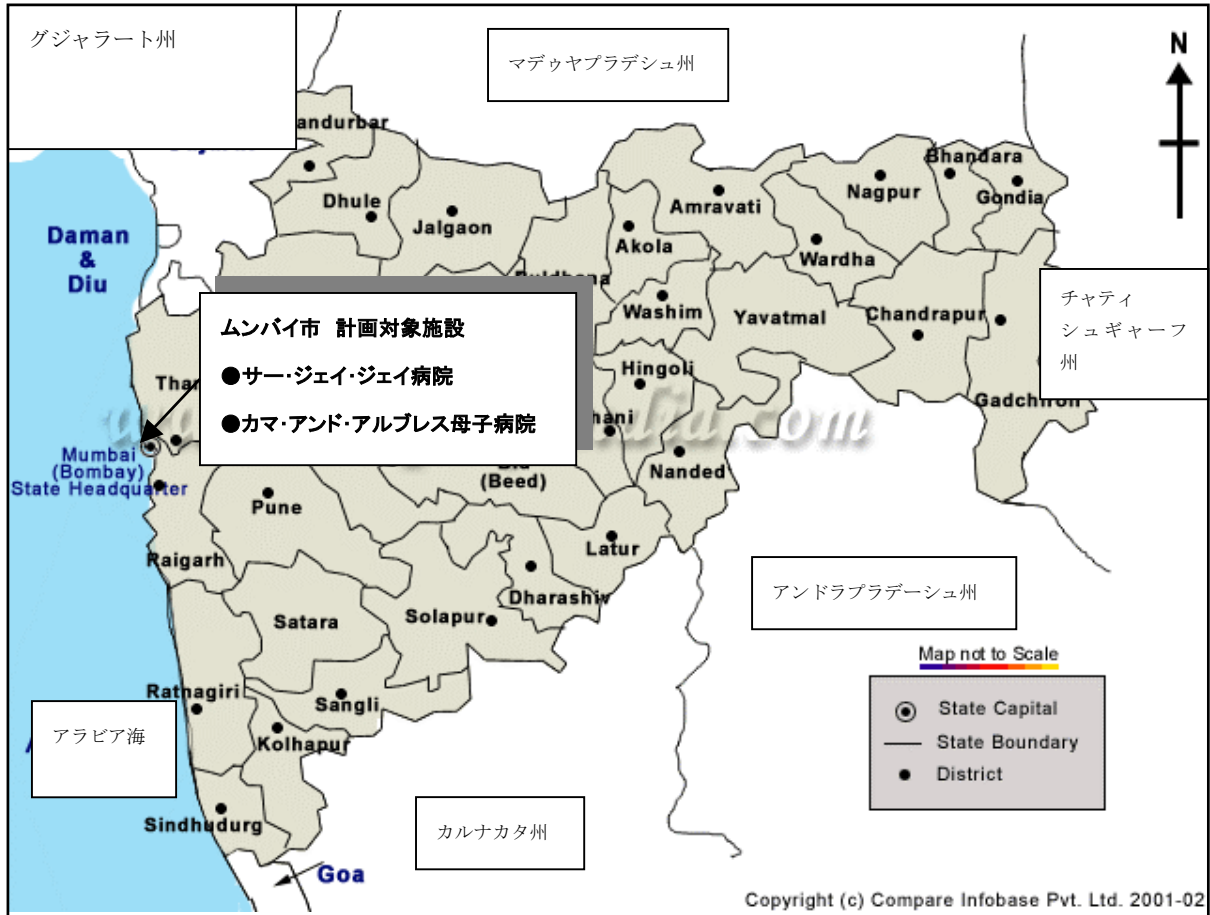 グジャラート州
マデゥヤプラデシュ州
N
andurbar
Bhandara
Dhule
Jalgaon
Amravati
Nagpur
Gondia
Akola
Wardha
Daman
&
Diu
Washim
Yavatmal
Chandrapur
チャティ
シュギャーフ
州
ムンバイ市 計画対象施設
●サー・ジェイ・ジェイ病院
●カマ・アンド・アルブレス母子病院
Hingoli
Gadchiroli
Mumbai
(Bombay)
State Headquarter
(Beed)
Nanded
Pune
Latur
Raigarh
アンドラプラデーシュ州
Dharashiv
Satara
Solapur
Map not to Scale
Ratnagiri
Sangli
State Capital
アラビア海
Kolhapur
State Boundary
District
Sindhudurg
カルナカタ州
Goa
Copyright (c) Compare Infobase Pvt. Ltd. 2001-02